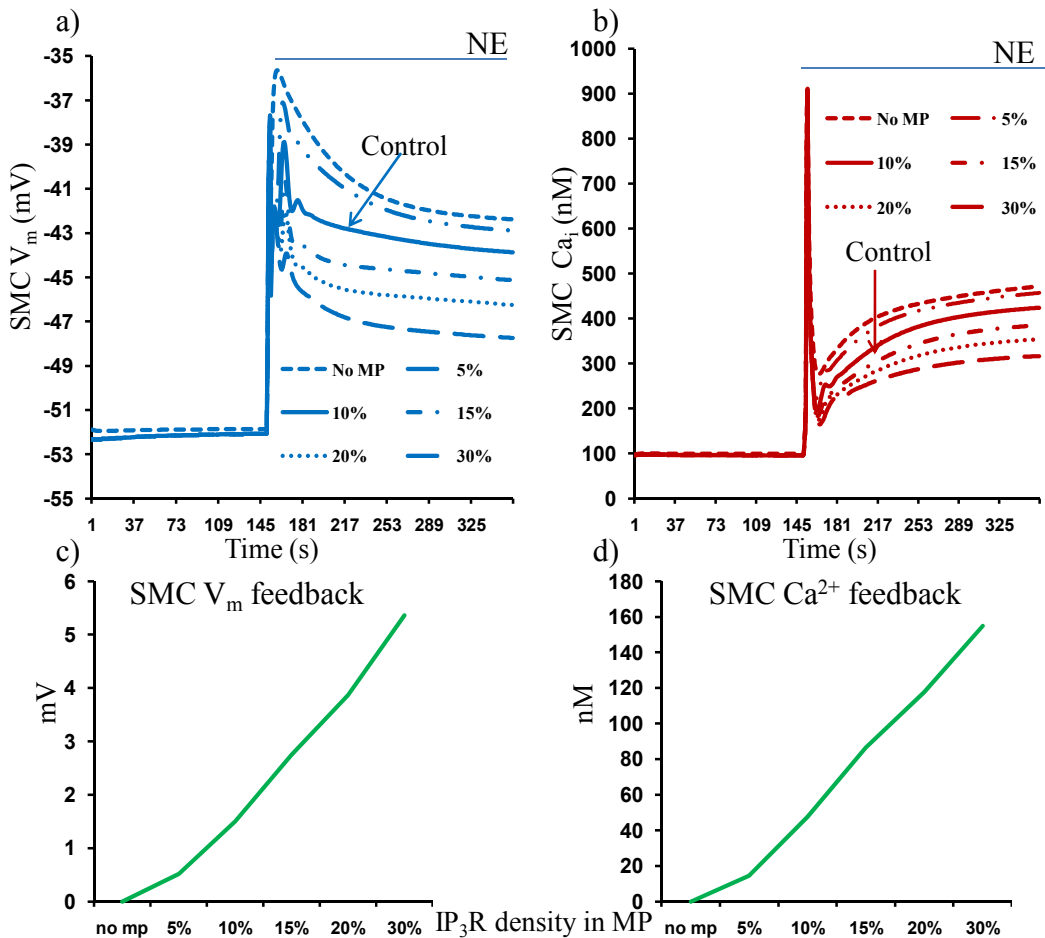 a)
NE
-35
-37
-39
-41
-43
-45
-47
-49
-51
-53
-55
SMC Vm (mV)
Control
No MP
5%
10%
15%
20%
30%
1 37 73 109 145 181 217 253 289 325
Time (s)
b)
NE
1000
900
800
700
600
500
400
300
200
100
0
SMC Cai (nM)
No MP
5%
10%
15%
20%
30%
Control
1 37 73 109 145 181 217 253 289 325
Time (s)
c)
SMC Vm feedback
6
5
4
3
2
1
0
mV
no mp 5% 10% 15% 20% 30%
d)
SMC Ca2+ feedback
180
160
140
120
100
80
60
40
20
0
nM
no mp 5% 10% 15% 20% 30%
IP3R density in MP